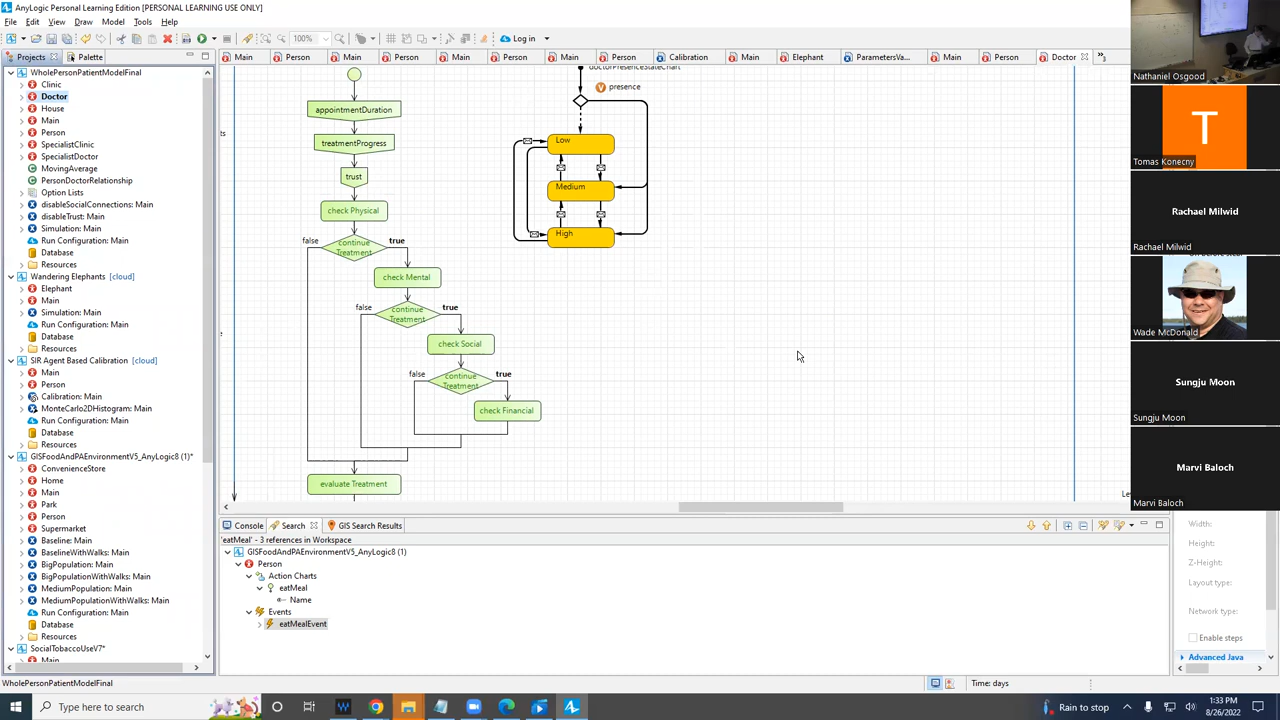 AnyLogic Personal Learning Edition [PERSONAL LEARNING USE ONLY]
File Edit View Draw Model Tools Help
100% Log in
Projects Palette
Main Person Main Person Main Person Main Person Calibration Main Elephant ParametersVa... Main Person Doctor
WholePersonPatientModelFinal
Clinic
Doctor
House
Main
Person
SpecialistClinic
SpecialistDoctor
MovingAverage
PersonDoctorRelationship
Option Lists
disableSocialConnections: Main
disableTrust: Main
Simulation: Main
Run Configuration: Main
Database
Resources
Wandering Elephants [cloud]
Elephant
Main
Simulation: Main
Run Configuration: Main
Database
Resources
SIR Agent Based Calibration [cloud]
Main
Person
Calibration: Main
MonteCarlo2DHistogram: Main
Run Configuration: Main
Database
Resources
GISFoodAndPAEnvironmentV5_AnyLogic8 (1)*
ConvenienceStore
Home
Main
Park
Person
Supermarket
Baseline: Main
BaselineWithWalks: Main
BigPopulation: Main
BigPopulationWithWalks: Main
MediumPopulation: Main
MediumPopulationWithWalks: Main
Run Configuration: Main
Database
Resources
SocialTobaccoUseV7*
Main
appointmentDuration
treatmentProgress
trust
check Physical
false
continue
Treatment
true
check Mental
false
continue
Treatment
true
check Social
false
continue
Treatment
true
check Financial
evaluate Treatment
doctorPresenceStateChart
presence
Low
Medium
High
Console Search GIS Search Results
'eatMeal' - 3 references in Workspace
GISFoodAndPAEnvironmentV5_AnyLogic8 (1)
Person
Action Charts
eatMeal
Name
Events
eatMealEvent
Width:
Height:
Z-Height:
Layout type:
Network type:
Enable steps
Advanced Java
Nathaniel Osgood
T
Tomas Konecny
Rachael Milwid
Rachael Milwid
Wade McDonald
Sungju Moon
Sungju Moon
Marvi Baloch
Marvi Baloch
WholePersonPatientModelFinal
Time: days
Type here to search
Rain to stop
1:33 PM
8/26/2022